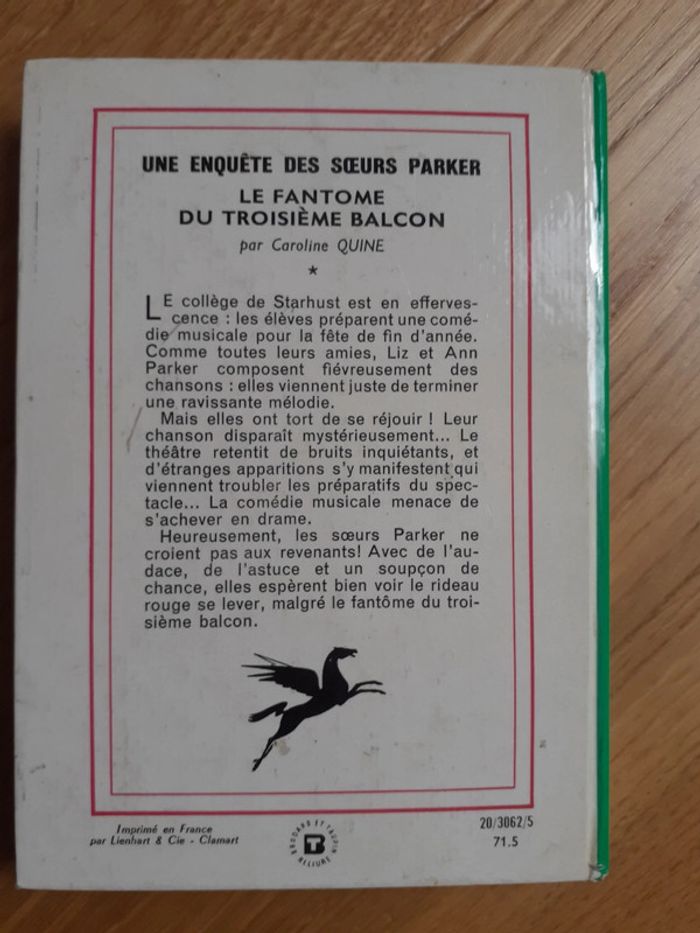 UNE ENQUÊTE DES SŒURS PARKER
LE FANTOME
DU TROISIÈME BALCON
par Caroline QUINE
*
LE collège de Starhust est en efferves-
cence : les élèves préparent une comé-
die musicale pour la fête de fin d'année.
Comme toutes leurs amies, Liz et Ann
Parker composent fiévreusement des
chansons : elles viennent juste de terminer
une ravissante mélodie.
Mais elles ont tort de se réjouir ! Leur
chanson disparaît mystérieusement... Le
théâtre retentit de bruits inquiétants, et
d'étranges apparitions s'y manifestent qui
viennent troubler les préparatifs du spec-
tacle... La comédie musicale menace de
s'achever en drame.
Heureusement, les sœurs Parker ne
croient pas aux revenants! Avec de l'au-
dace, de l'astuce et un soupçon de
chance, elles espèrent bien voir le rideau
rouge se lever, malgré le fantôme du troi-
sième balcon.
Imprimé en France
par Lienhart & Cie - Clamart
BRODARD ET TAUPIN
BT
RELIURE
20/3062/5
71.5